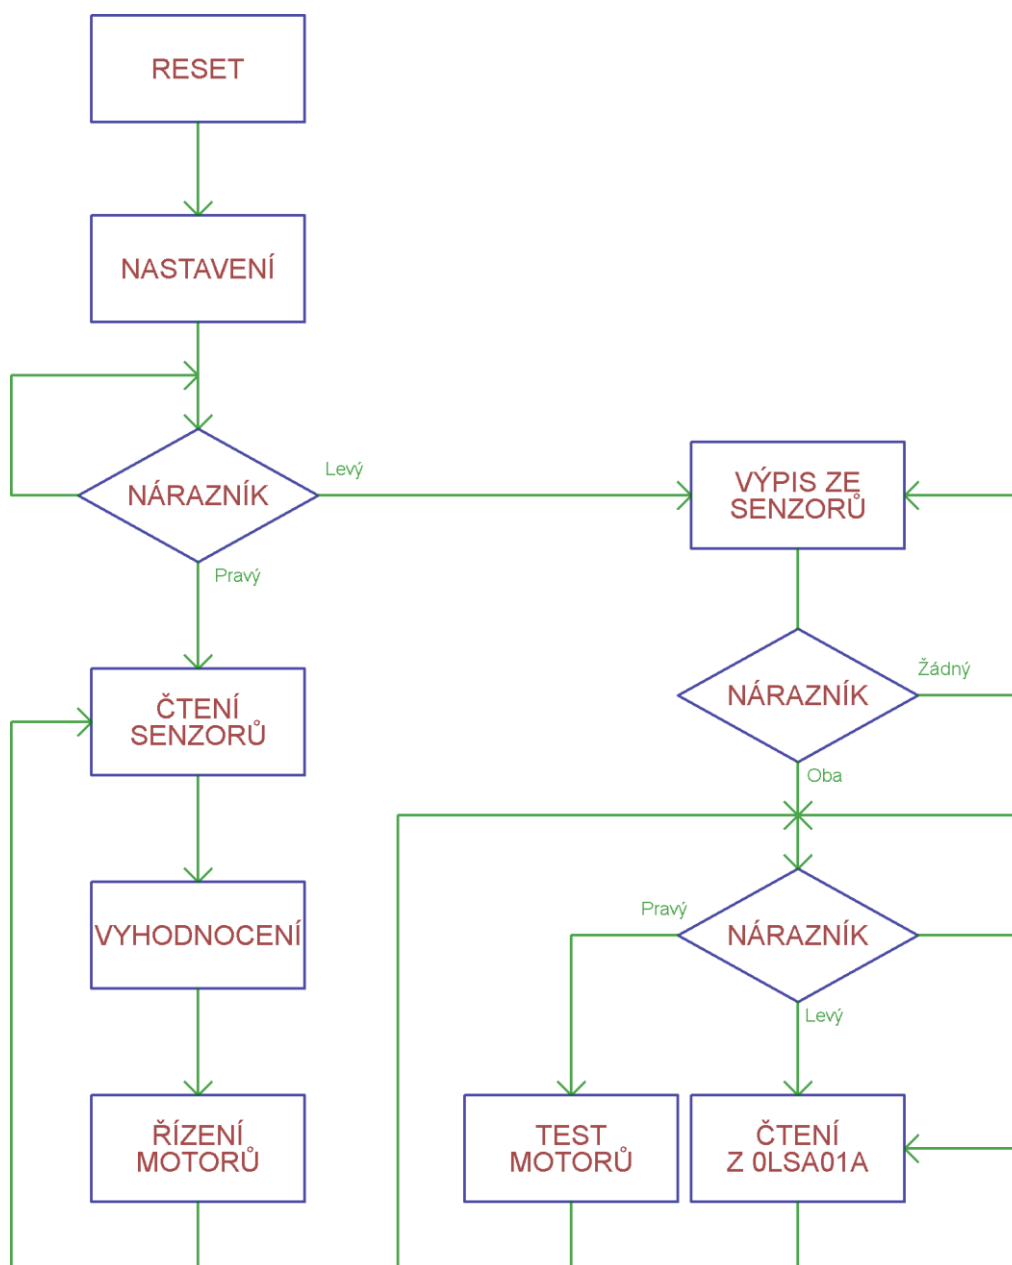 RESET
NASTAVENÍ
NÁRAZNÍK
Levý
Pravý
VÝPIS ZE
SENZORŮ
NÁRAZNÍK
Žádný
Oba
ČTENÍ
SENZORŮ
VYHODNOCENÍ
Pravý
NÁRAZNÍK
Levý
ŘÍZENÍ
MOTORŮ
TEST
MOTORŮ
ČTENÍ
Z 0LSA01A